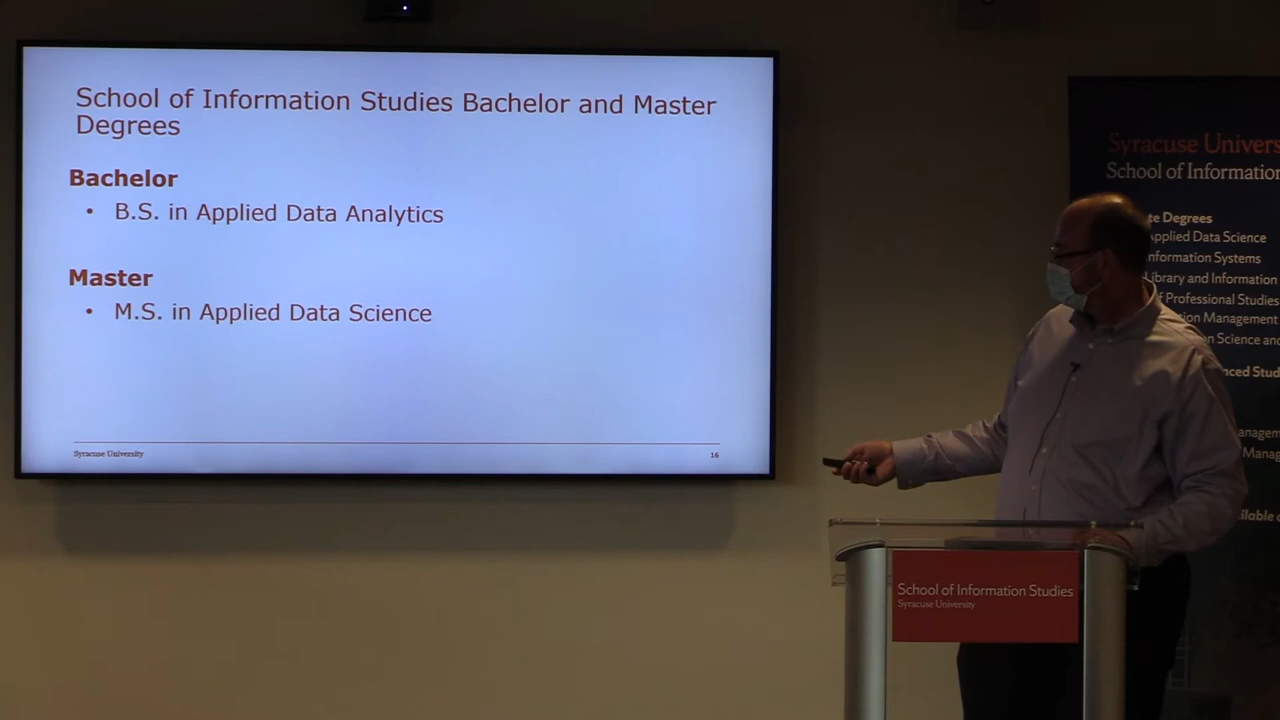 School of Information Studies Bachelor and Master
Degrees
Bachelor
• B.S. in Applied Data Analytics
Master
• M.S. in Applied Data Science
Syracuse University
16
Syracuse Univers
School of Information
te Degrees
Applied Data Science
nformation Systems
Library and Information
f Professional Studies
tion Management
n Science and
nced Stud
anagem
Manag
ilable
School of Information Studies
Syracuse University